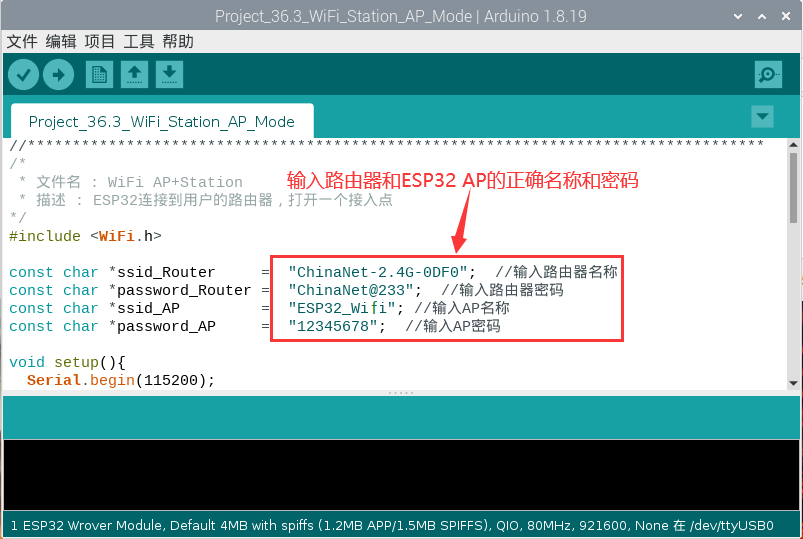 Project_36.3_WiFi_Station_AP_Mode | Arduino 1.8.19
文件 编辑 项目 工具 帮助
Project_36.3_WiFi_Station_AP_Mode
//**********************************************************************************
/*
* 文件名 : WiFi AP+Station
输入路由器和ESP32 AP的正确名称和密码
* 描述 : ESP32连接到用户的路由器，打开一个接入点
*/
#include <WiFi.h>
const char *ssid_Router     =  "ChinaNet-2.4G-0DF0";  //输入路由器名称
const char *password_Router =  "ChinaNet@233";  //输入路由器密码
const char *ssid_AP         =  "ESP32_Wifi"; //输入AP名称
const char *password_AP     =  "12345678";  //输入AP密码
void setup(){
Serial.begin(115200);
1 ESP32 Wrover Module, Default 4MB with spiffs (1.2MB APP/1.5MB SPIFFS), QIO, 80MHz, 921600, None 在 /dev/ttyUSB0